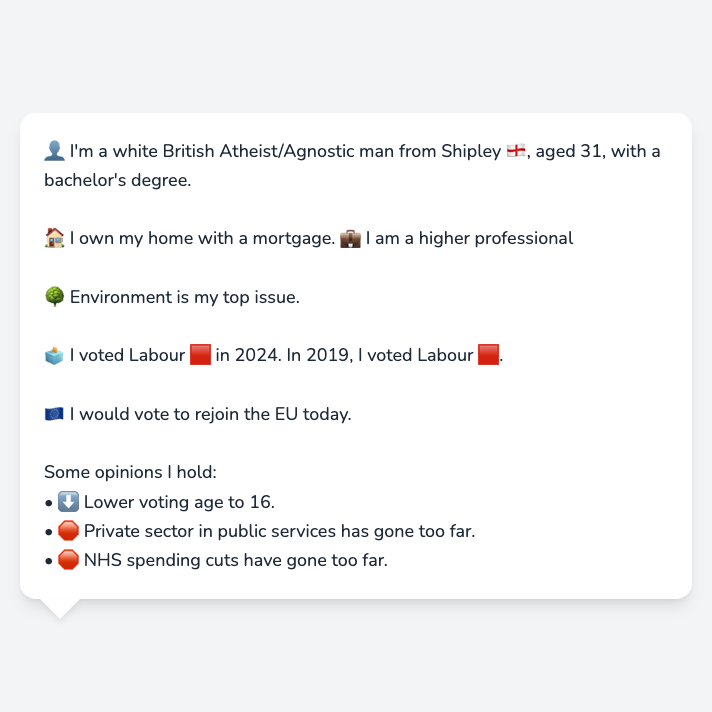 👤 I'm a white British Atheist/Agnostic man from Shipley 🏴󠁧󠁢󠁥󠁮󠁧󠁿, aged 31, with a
bachelor's degree.
🏠 I own my home with a mortgage. 💼 I am a higher professional
🌳 Environment is my top issue.
🗳️ I voted Labour 🟥 in 2024. In 2019, I voted Labour 🟥.
🇪🇺 I would vote to rejoin the EU today.
Some opinions I hold:
• ⬇️ Lower voting age to 16.
• 🛑 Private sector in public services has gone too far.
• 🛑 NHS spending cuts have gone too far.